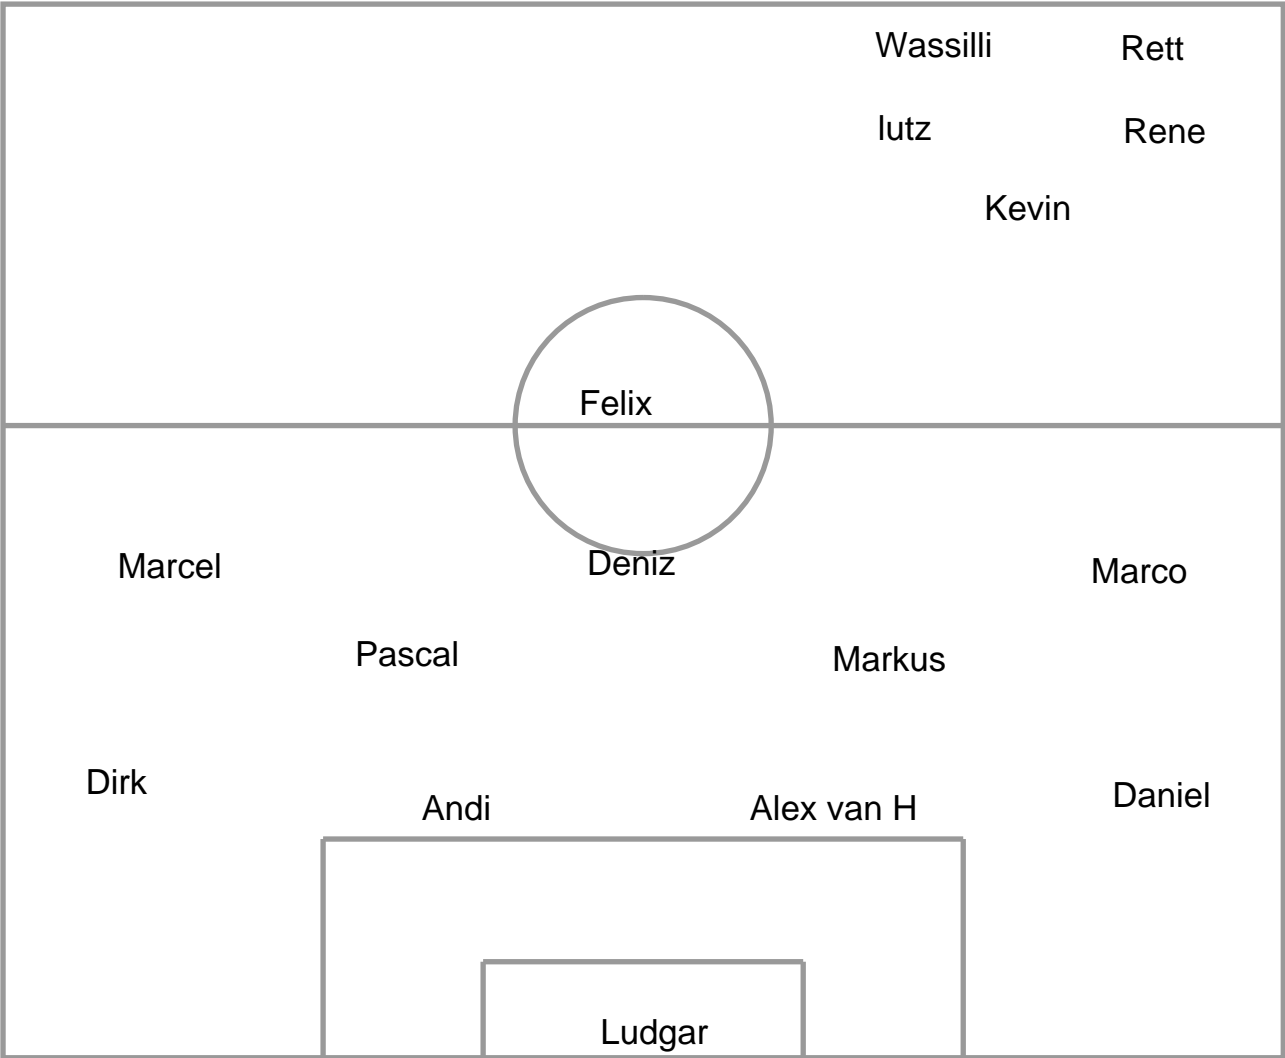 Wassilli Rett
lutz Rene
Kevin
Felix
Marcel Deniz Marco
Pascal Markus
Dirk Daniel
Andi Alex van H
Ludgar